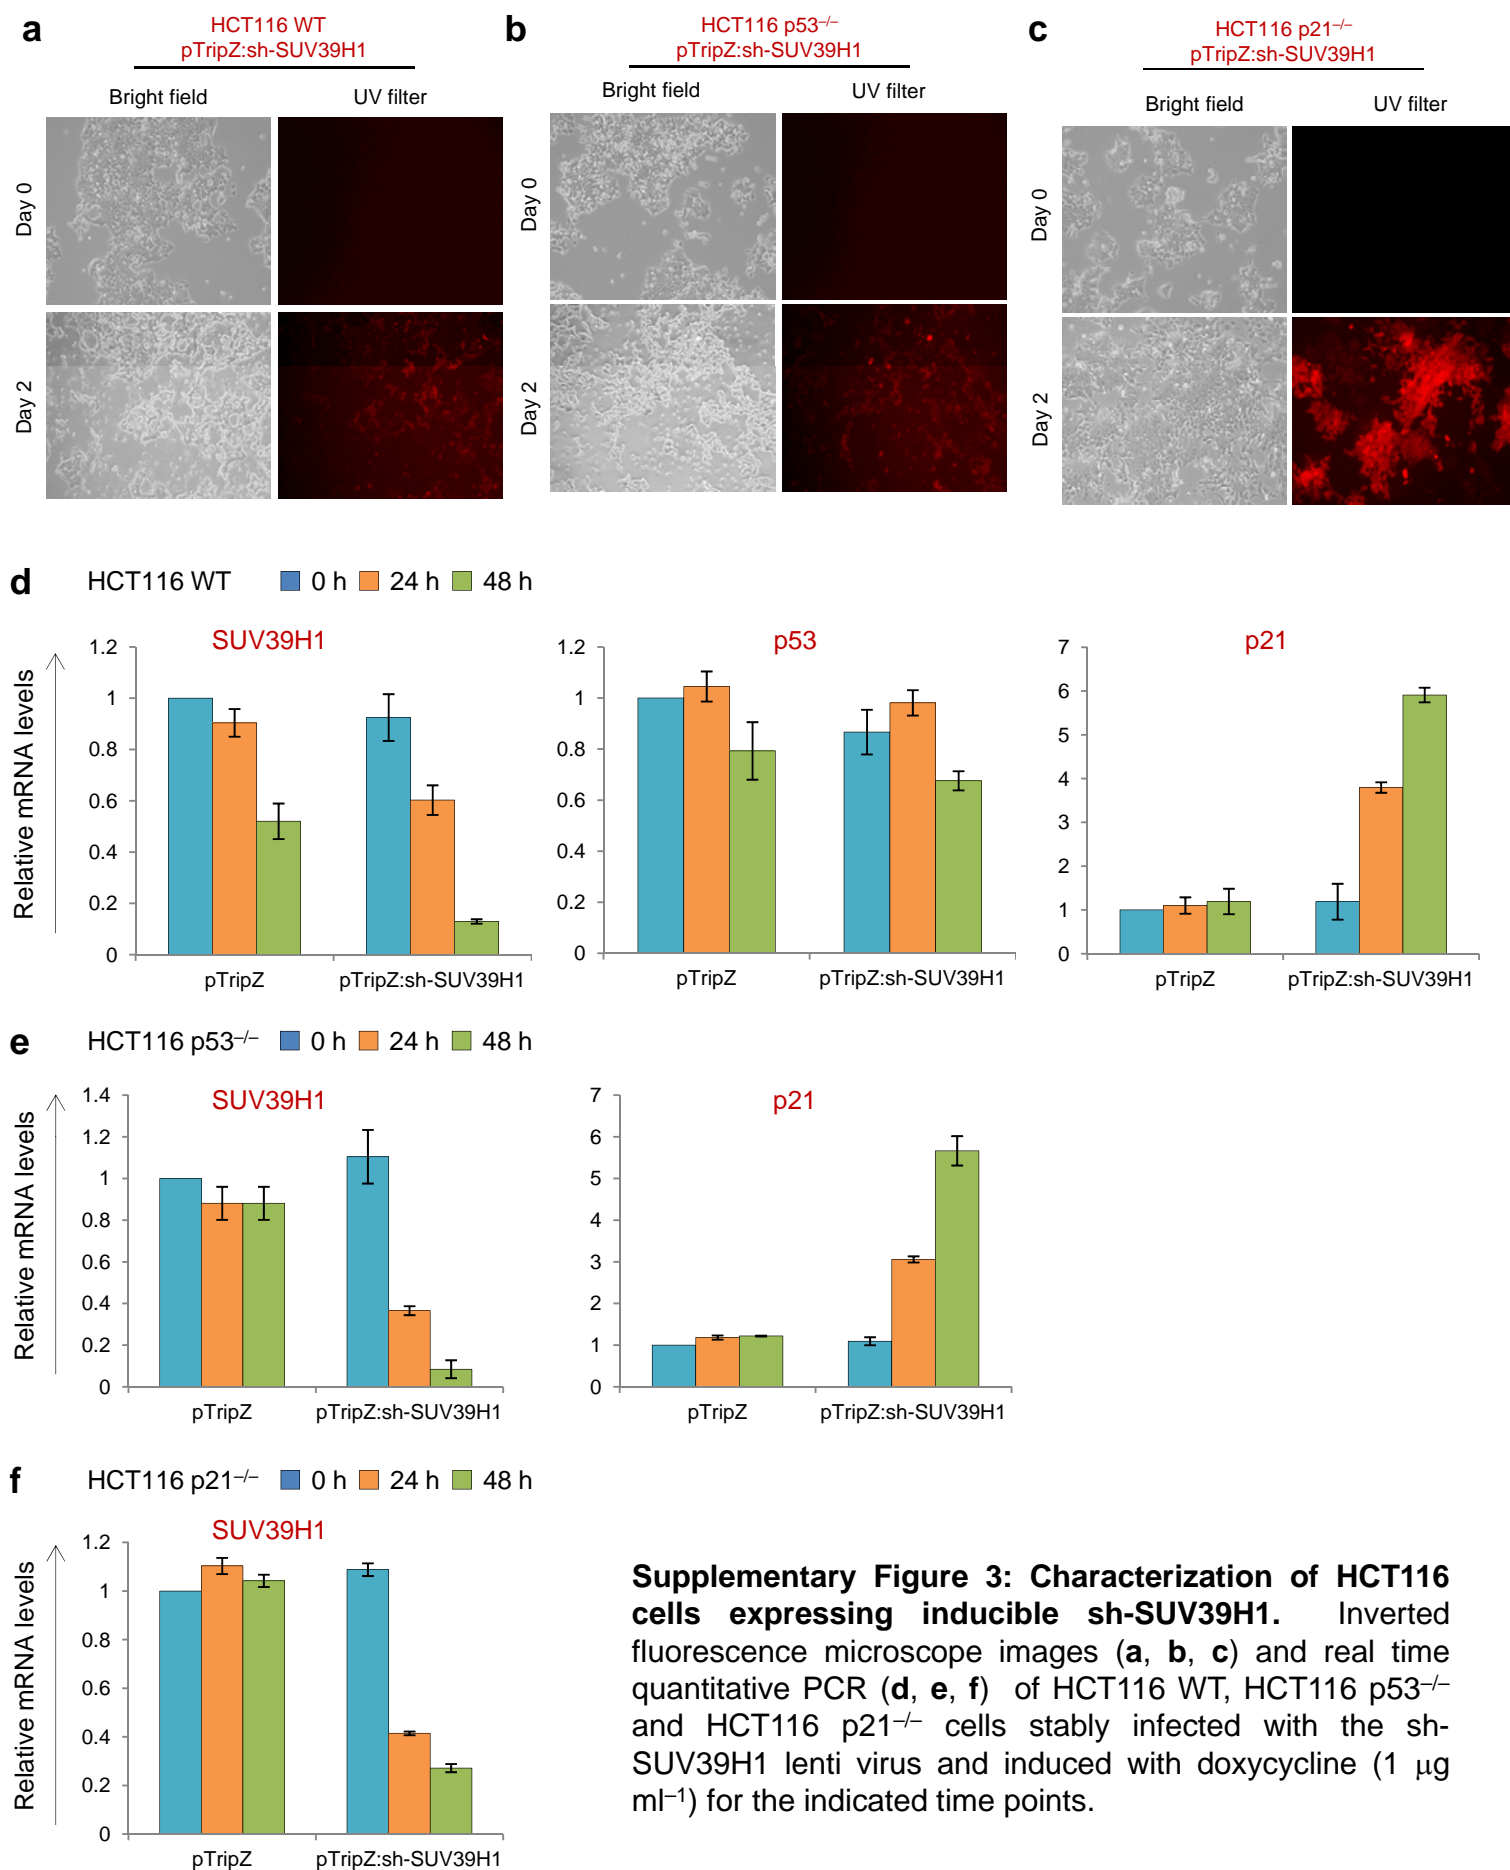 a
HCT116 WT
pTripZ:sh-SUV39H1
Bright field
UV filter
Day 0
Day 2
b
HCT116 p53–/–
pTripZ:sh-SUV39H1
Bright field
UV filter
Day 0
Day 2
c
HCT116 p21–/–
pTripZ:sh-SUV39H1
Bright field
UV filter
Day 0
Day 2
d
HCT116 WT 0 h 24 h 48 h
Relative mRNA levels
SUV39H1
1.2
1
0.8
0.6
0.4
0.2
0
pTripZ pTripZ:sh-SUV39H1
p53
1.2
1
0.8
0.6
0.4
0.2
0
pTripZ pTripZ:sh-SUV39H1
p21
7
6
5
4
3
2
1
0
pTripZ pTripZ:sh-SUV39H1
e
HCT116 p53–/– 0 h 24 h 48 h
Relative mRNA levels
SUV39H1
1.4
1.2
1
0.8
0.6
0.4
0.2
0
pTripZ pTripZ:sh-SUV39H1
p21
7
6
5
4
3
2
1
0
pTripZ pTripZ:sh-SUV39H1
f
HCT116 p21–/– 0 h 24 h 48 h
Relative mRNA levels
SUV39H1
1.2
1
0.8
0.6
0.4
0.2
0
pTripZ pTripZ:sh-SUV39H1
Supplementary Figure 3: Characterization of HCT116
cells expressing inducible sh-SUV39H1. Inverted
fluorescence microscope images (a, b, c) and real time
quantitative PCR (d, e, f) of HCT116 WT, HCT116 p53–/–
and HCT116 p21–/– cells stably infected with the sh-
SUV39H1 lenti virus and induced with doxycycline (1 μg
ml–1) for the indicated time points.